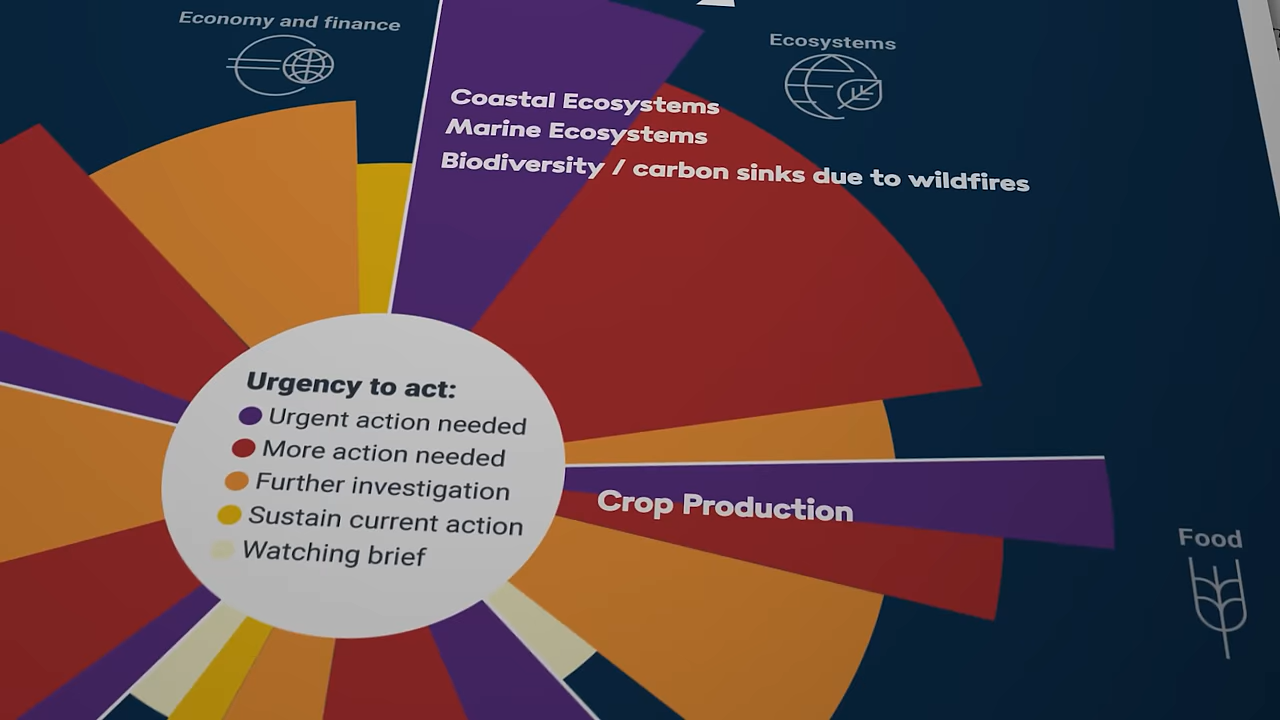 Economy and finance
Ecosystems
Coastal Ecosystems
Marine Ecosystems
Biodiversity / carbon sinks due to wildfires
Urgency to act:
Urgent action needed
More action needed
Further investigation
Sustain current action
Watching brief
Crop Production
Food